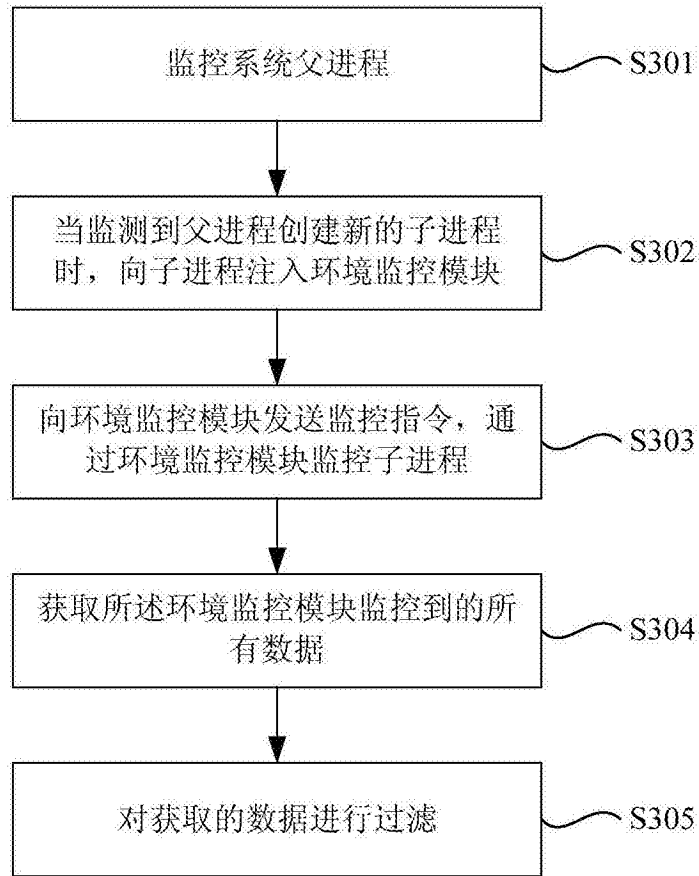 监控系统父进程
S301
当监测到父进程创建新的子进程
时，向子进程注入环境监控模块
S302
向环境监控模块发送监控指令，通
过环境监控模块监控子进程
S303
获取所述环境监控模块监控到的所
有数据
S304
对获取的数据进行过滤
S305